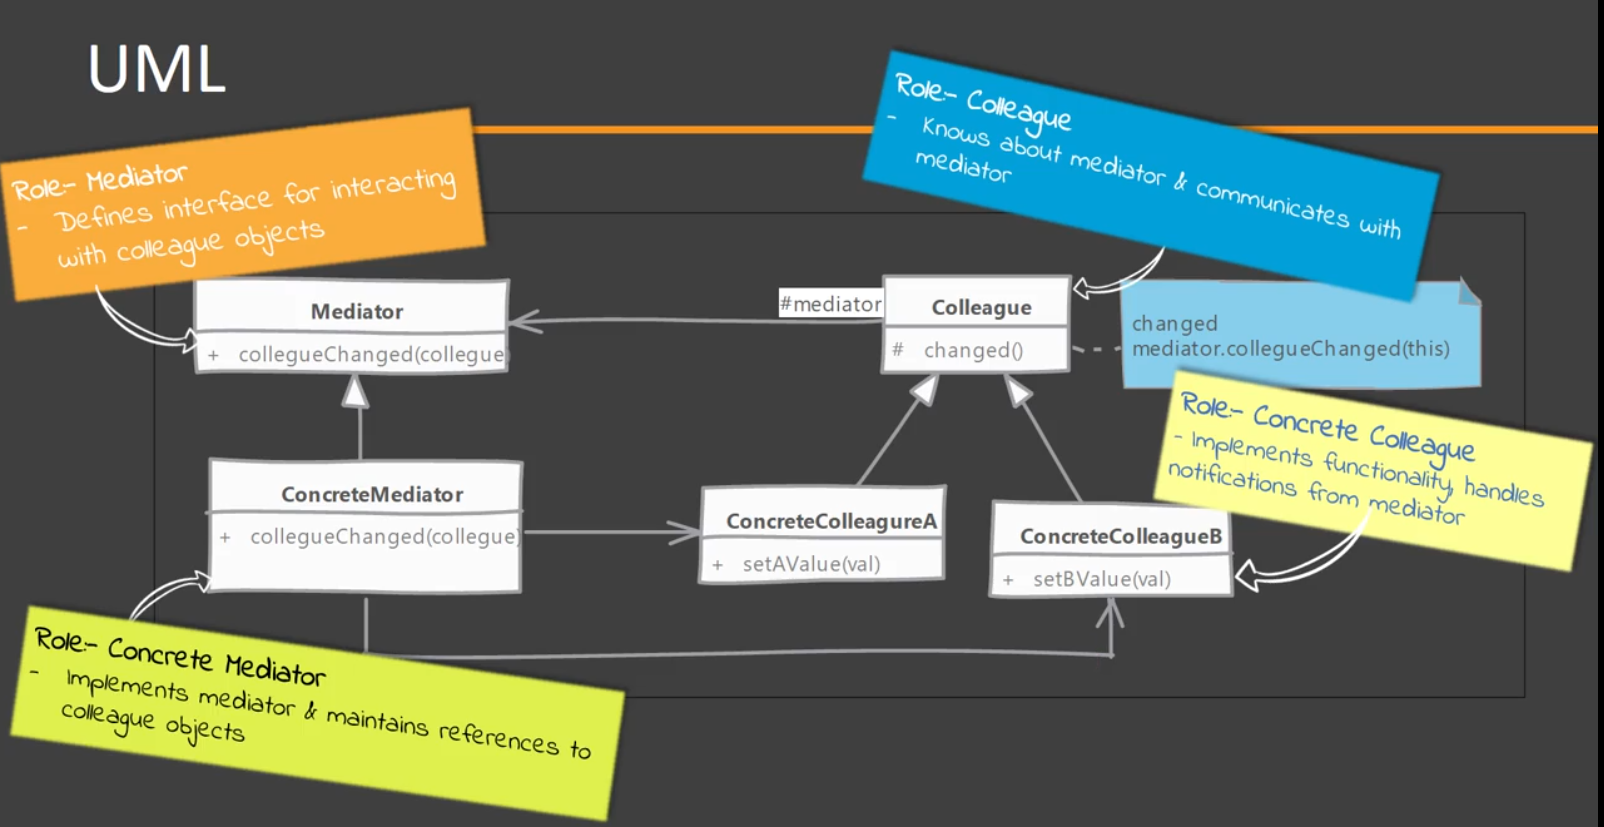 UML
Role:- Mediator
- Defines interface for interacting
with colleague objects
Role:- Colleague
- Knows about mediator & communicates with
mediator
Mediator
+ collegueChanged(collegue
#mediator
Colleague
# changed()
changed
mediator.collegueChanged(this)
Role:- Concrete Colleague
- Implements functionality, handles
notifications from mediator
ConcreteMediator
+ collegueChanged(collegue)
ConcreteColleagureA
+ setAValue(val)
ConcreteColleagueB
+ setBValue(val)
Role:- Concrete Mediator
- Implements mediator & maintains references to
colleague objects